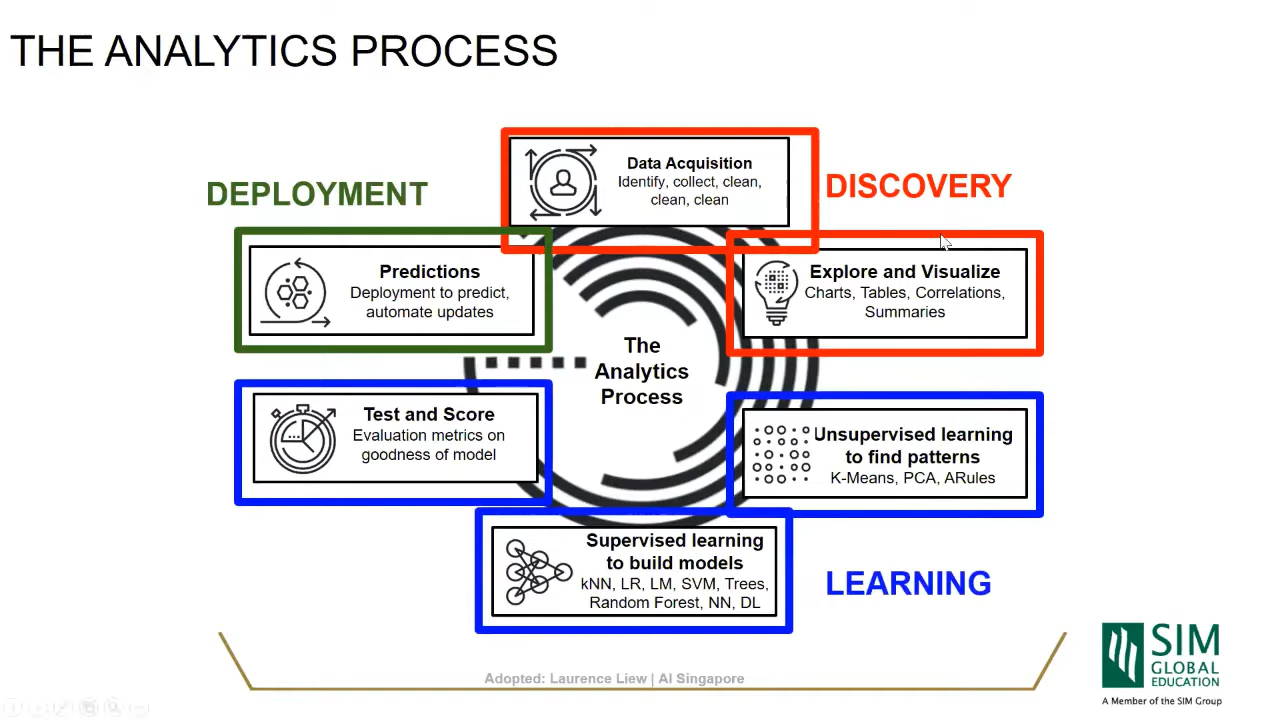 THE ANALYTICS PROCESS
Data Acquisition
Identify, collect, clean,
clean, clean
DISCOVERY
DEPLOYMENT
Explore and Visualize
Charts, Tables, Correlations,
Summaries
Predictions
Deployment to predict,
automate updates
The
Analytics
Process
Test and Score
Evaluation metrics on
goodness of model
Unsupervised learning
to find patterns
K-Means, PCA, ARules
Supervised learning
to build models
kNN, LR, LM, SVM, Trees,
Random Forest, NN, DL
LEARNING
Adopted: Laurence Liew | AI Singapore
SIM
GLOBAL
EDUCATION
A Member of the SIM Group